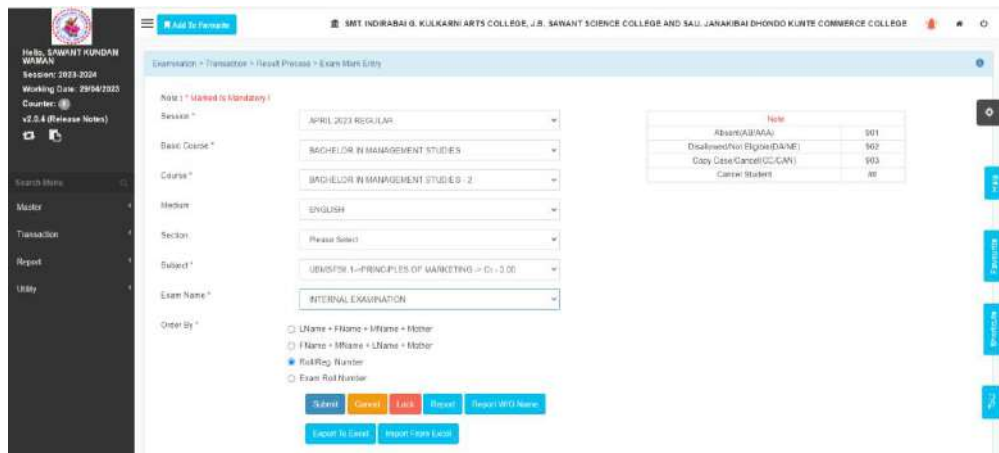 Add To Favourite
SMT. INDIRABAI G. KULKARNI ARTS COLLEGE, J.B. SAWANT SCIENCE COLLEGE AND SAU. JANAKIBAI DHONDO KUNTE COMMERCE COLLEGE
Hello, SAWANT KUNDAN WAMAN
Session: 2023-2024
Working Date: 29/04/2023
Counter:
v2.0.4 (Release Notes)
Search Menu
Master
Transaction
Report
Utility
Examination > Transaction > Result Process > Exam Mark Entry
Note : * Marked Is Mandatory !
Session *
APRIL 2023 REGULAR
Basic Course *
BACHELOR IN MANAGEMENT STUDIES
Course *
BACHELOR IN MANAGEMENT STUDIES - 2
Medium
ENGLISH
Section
Please Select
Subject *
PRINCIPLES OF MARKETING
Exam Name *
INTERNAL EXAMINATION
Order By *
LName + FName + MName + Mother
FName + MName + LName + Mother
Roll/Reg. Number
Exam Roll Number
Submit
Cancel
Lock
Report
Report W/O Name
Export To Excel
Import From Excel
Note
Absent(AB/AAA) 901
Disallowed/Not Eligible(DA/NE) 902
Copy Case/Cancel(CC/CAN) 903
Cancel Student
Favourite
Shortcuts